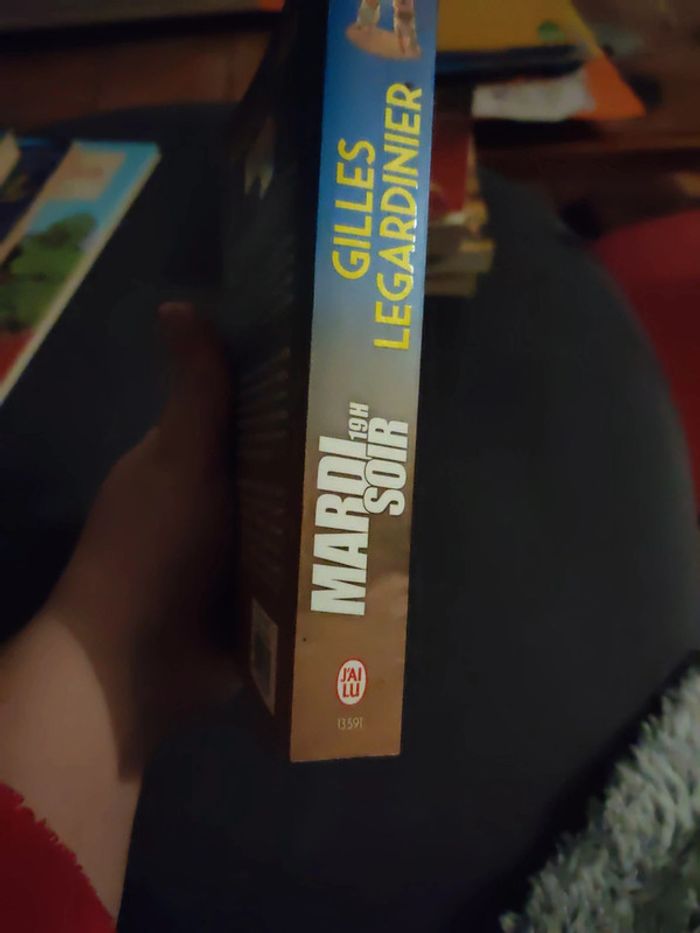 GILLES
LEGARDINIER
MARDI
19H
SOIR
J'AI
LU
13591